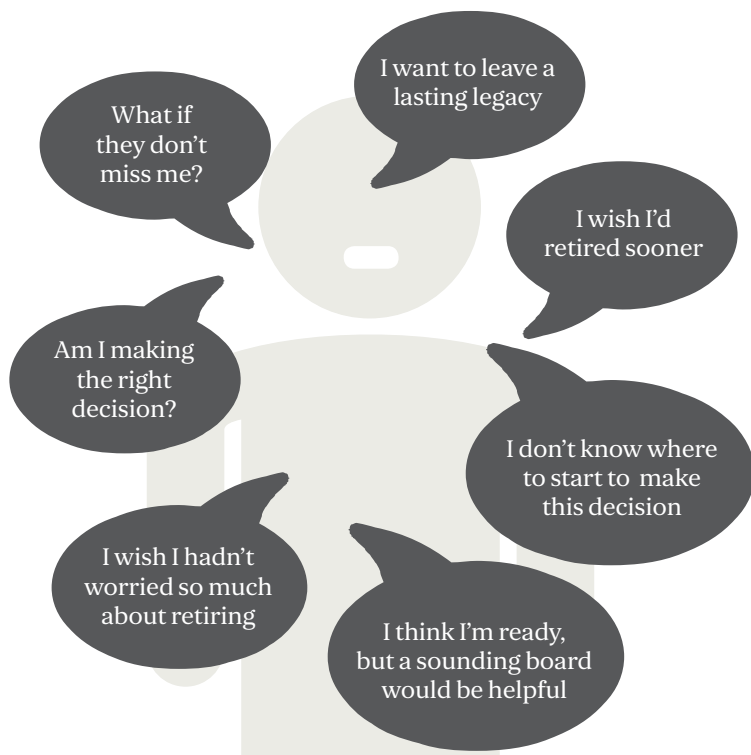 I want to leave a
lasting legacy
What if
they don’t
miss me?
I wish I’d
retired sooner
Am I making
the right
decision?
I don’t know where
to start to make
this decision
I wish I hadn’t
worried so much
about retiring
I think I’m ready,
but a sounding board
would be helpful